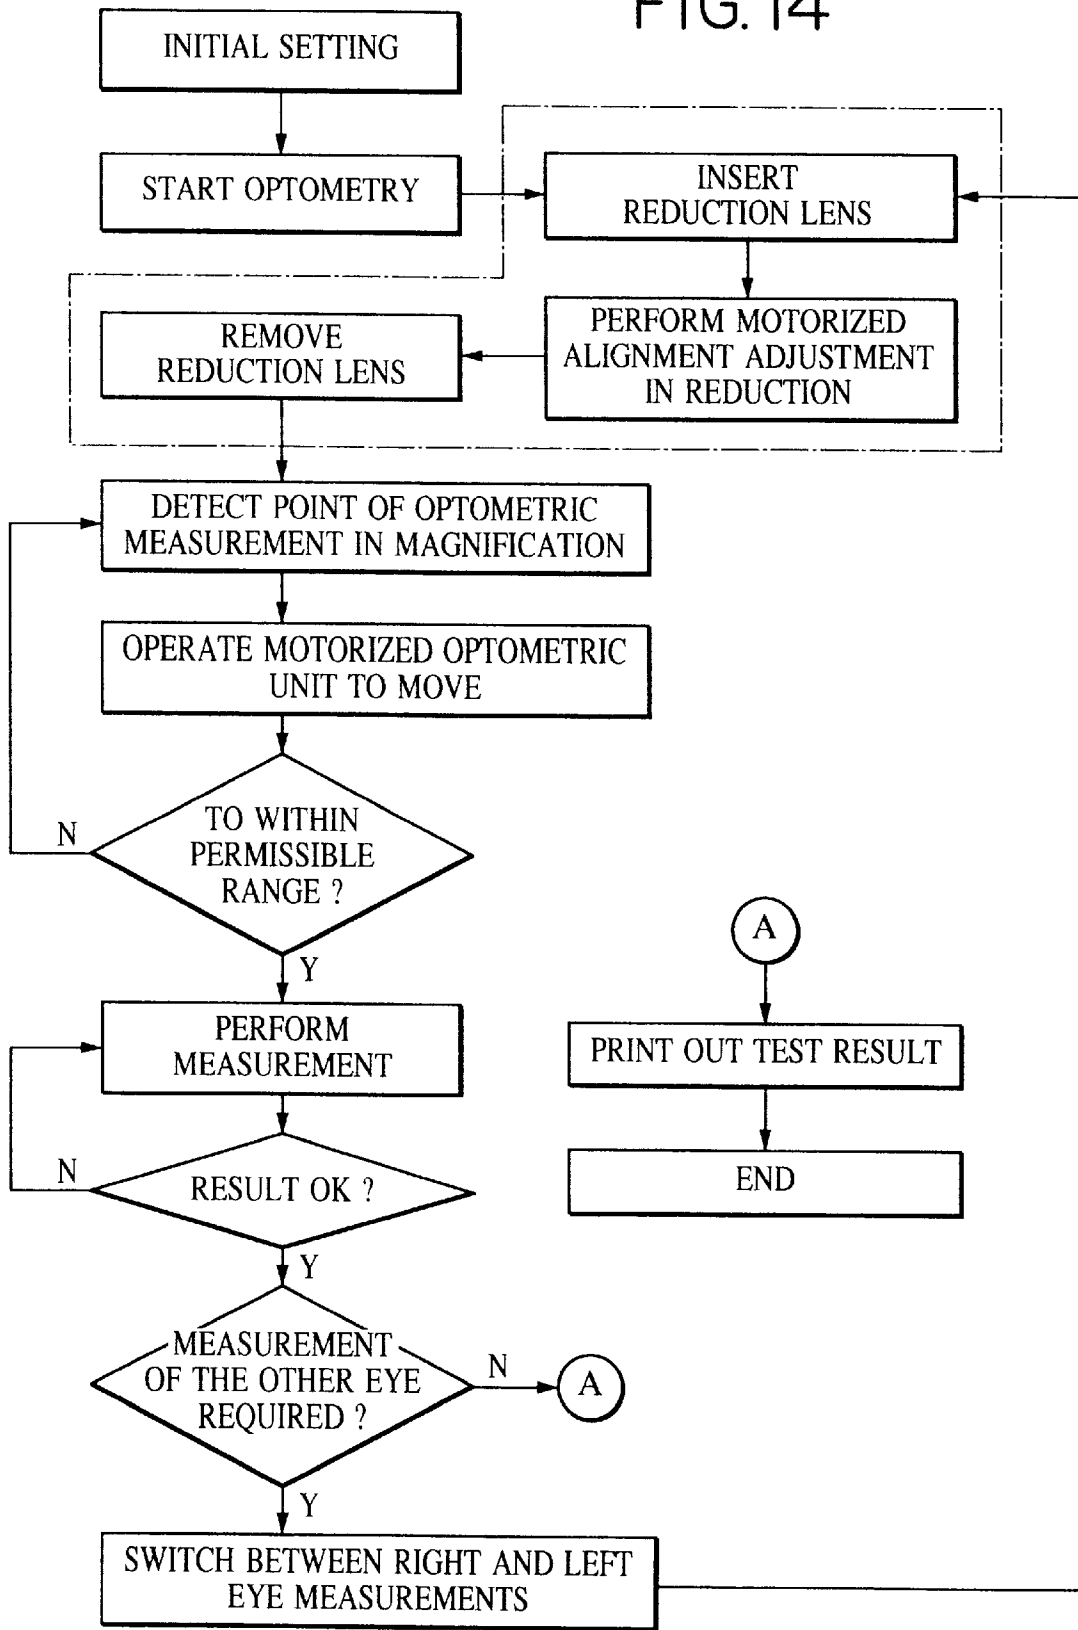 FIG. 14
INITIAL SETTING
START OPTOMETRY
INSERT
REDUCTION LENS
PERFORM MOTORIZED
ALIGNMENT ADJUSTMENT
IN REDUCTION
REMOVE
REDUCTION LENS
DETECT POINT OF OPTOMETRIC
MEASUREMENT IN MAGNIFICATION
OPERATE MOTORIZED OPTOMETRIC
UNIT TO MOVE
TO WITHIN
PERMISSIBLE
RANGE ?
N
Y
PERFORM
MEASUREMENT
RESULT OK ?
N
Y
MEASUREMENT
OF THE OTHER EYE
REQUIRED ?
N
A
Y
SWITCH BETWEEN RIGHT AND LEFT
EYE MEASUREMENTS
A
PRINT OUT TEST RESULT
END